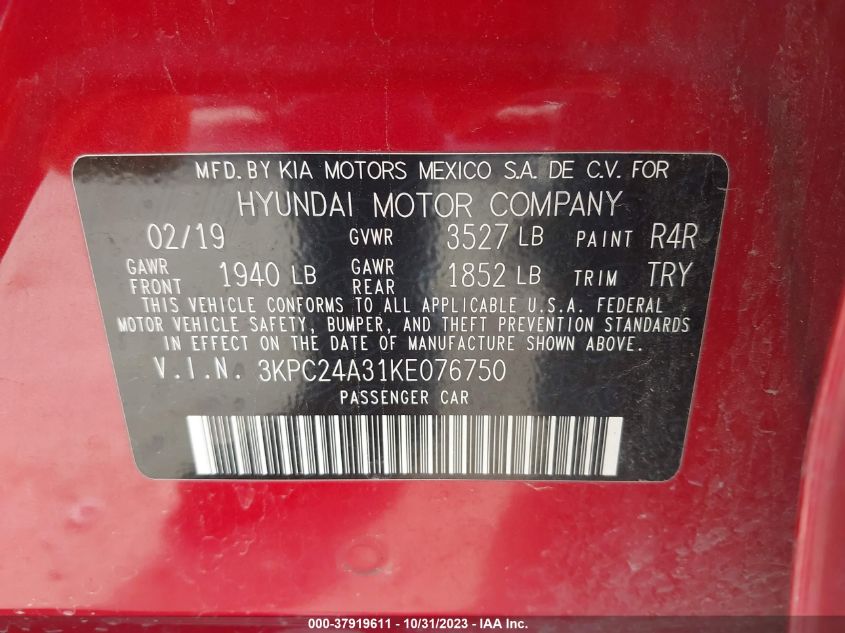 MFD. BY KIA MOTORS MEXICO S.A. DE C.V. FOR
HYUNDAI MOTOR COMPANY
02/19 GVWR 3527 LB PAINT R4R
GAWR FRONT 1940 LB GAWR REAR 1852 LB TRIM TRY
THIS VEHICLE CONFORMS TO ALL APPLICABLE U.S.A. FEDERAL
MOTOR VEHICLE SAFETY, BUMPER, AND THEFT PREVENTION STANDARDS
IN EFFECT ON THE DATE OF MANUFACTURE SHOWN ABOVE.
V.I.N. 3KPC24A31KE076750
PASSENGER CAR
000-37919611 - 10/31/2023 - IAA Inc.